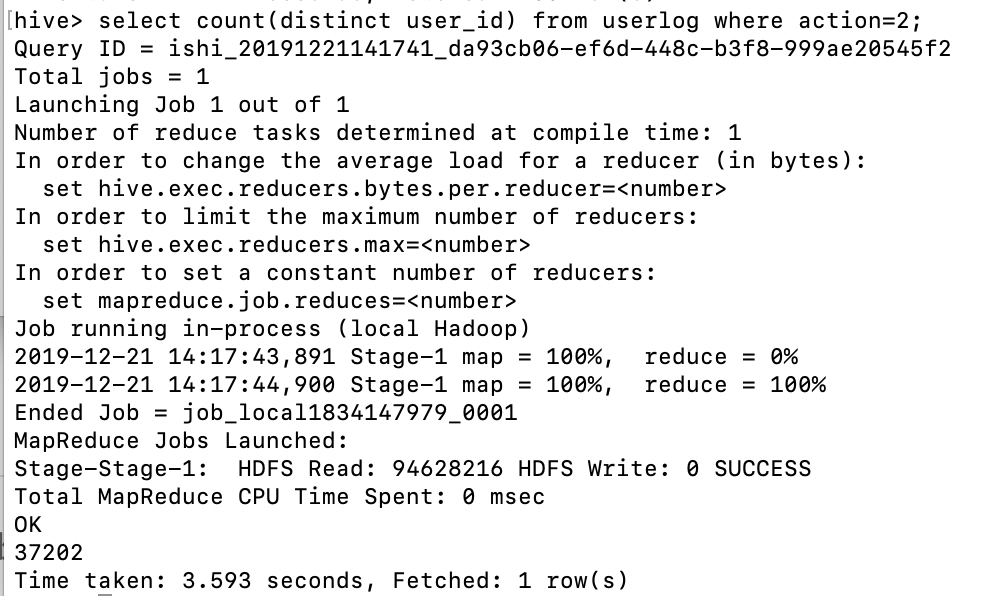 [hive> select count(distinct user_id) from userlog where action=2;
Query ID = ishi_20191221141741_da93cb06-ef6d-448c-b3f8-999ae20545f2
Total jobs = 1
Launching Job 1 out of 1
Number of reduce tasks determined at compile time: 1
In order to change the average load for a reducer (in bytes):
  set hive.exec.reducers.bytes.per.reducer=<number>
In order to limit the maximum number of reducers:
  set hive.exec.reducers.max=<number>
In order to set a constant number of reducers:
  set mapreduce.job.reduces=<number>
Job running in-process (local Hadoop)
2019-12-21 14:17:43,891 Stage-1 map = 100%,  reduce = 0%
2019-12-21 14:17:44,900 Stage-1 map = 100%,  reduce = 100%
Ended Job = job_local1834147979_0001
MapReduce Jobs Launched:
Stage-Stage-1:  HDFS Read: 94628216 HDFS Write: 0 SUCCESS
Total MapReduce CPU Time Spent: 0 msec
OK
37202
Time taken: 3.593 seconds, Fetched: 1 row(s)